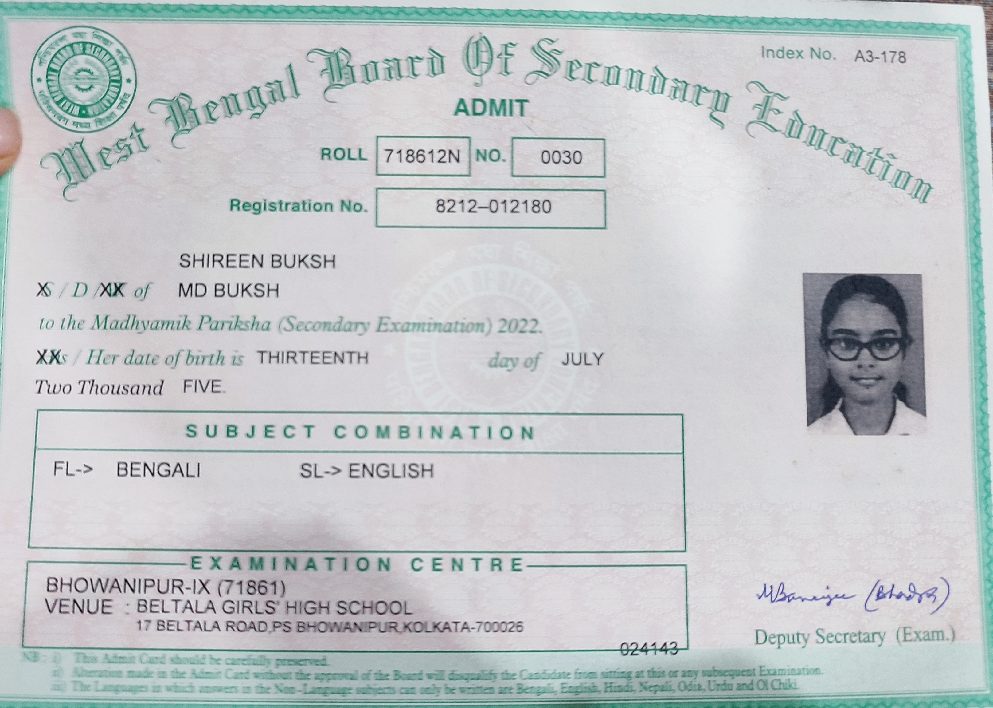 Index No. A3-178
West Bengal Board Of Secondary Education
ADMIT
ROLL 718612N NO. 0030
Registration No. 8212–012180
SHIREEN BUKSH
S / D / of MD BUKSH
to the Madhyamik Pariksha (Secondary Examination) 2022.
s / Her date of birth is THIRTEENTH day of JULY
Two Thousand FIVE.
SUBJECT COMBINATION
FL-> BENGALI SL-> ENGLISH
EXAMINATION CENTRE
BHOWANIPUR-IX (71861)
VENUE : BELTALA GIRLS' HIGH SCHOOL
17 BELTALA ROAD,PS BHOWANIPUR,KOLKATA-700026
024143
Deputy Secretary (Exam.)
NB : i) This Admit Card should be carefully preserved.
ii) Alteration made in the Admit Card without the approval of the Board will disqualify the Candidate from sitting at this or any subsequent Examination.
iii) The Languages in which answers in the Non-Language subjects can only be written are Bengali, English, Hindi, Nepali, Odia, Urdu and Ol Chiki.